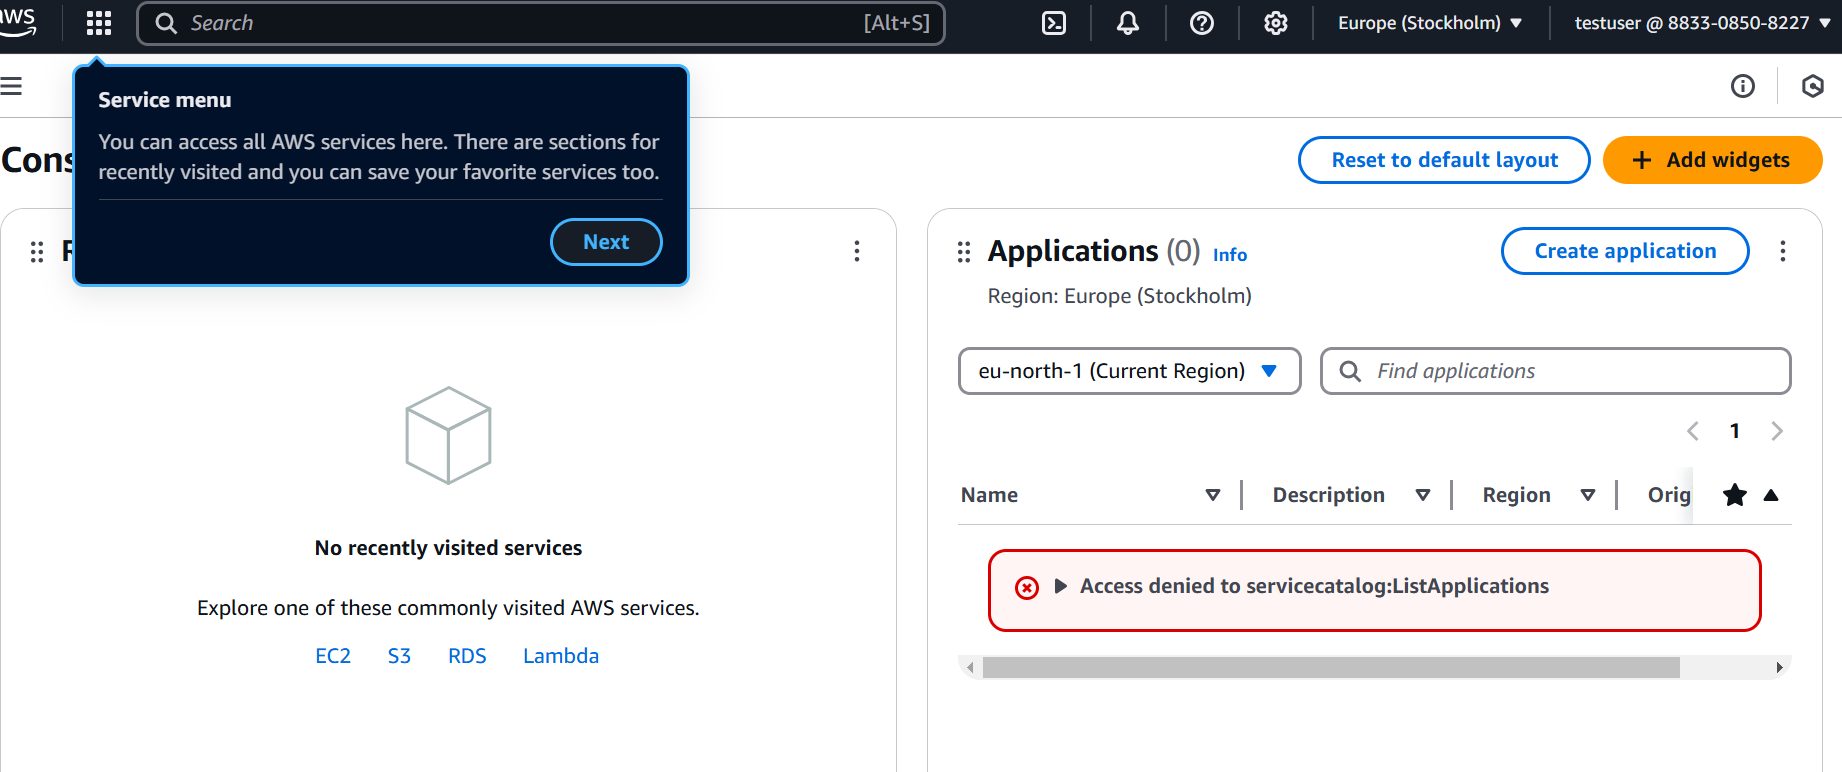 aws
Search
[Alt+S]
Europe (Stockholm)
testuser @ 8833-0850-8227
Service menu
You can access all AWS services here. There are sections for
recently visited and you can save your favorite services too.
Next
Cons
Reset to default layout
+ Add widgets
R
Applications (0) Info
Create application
Region: Europe (Stockholm)
eu-north-1 (Current Region)
Find applications
1
Name
Description
Region
Orig
Access denied to servicecatalog:ListApplications
No recently visited services
Explore one of these commonly visited AWS services.
EC2
S3
RDS
Lambda